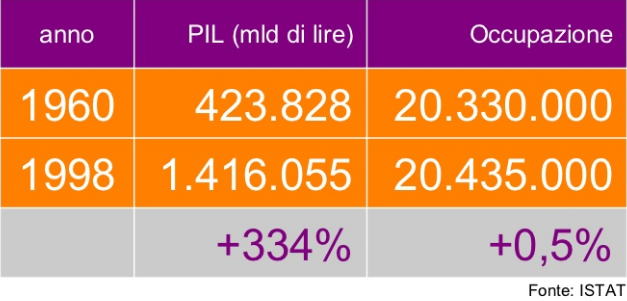 anno PIL (mld di lire) Occupazione
1960 423.828 20.330.000
1998 1.416.055 20.435.000
+334% +0,5%
Fonte: ISTAT